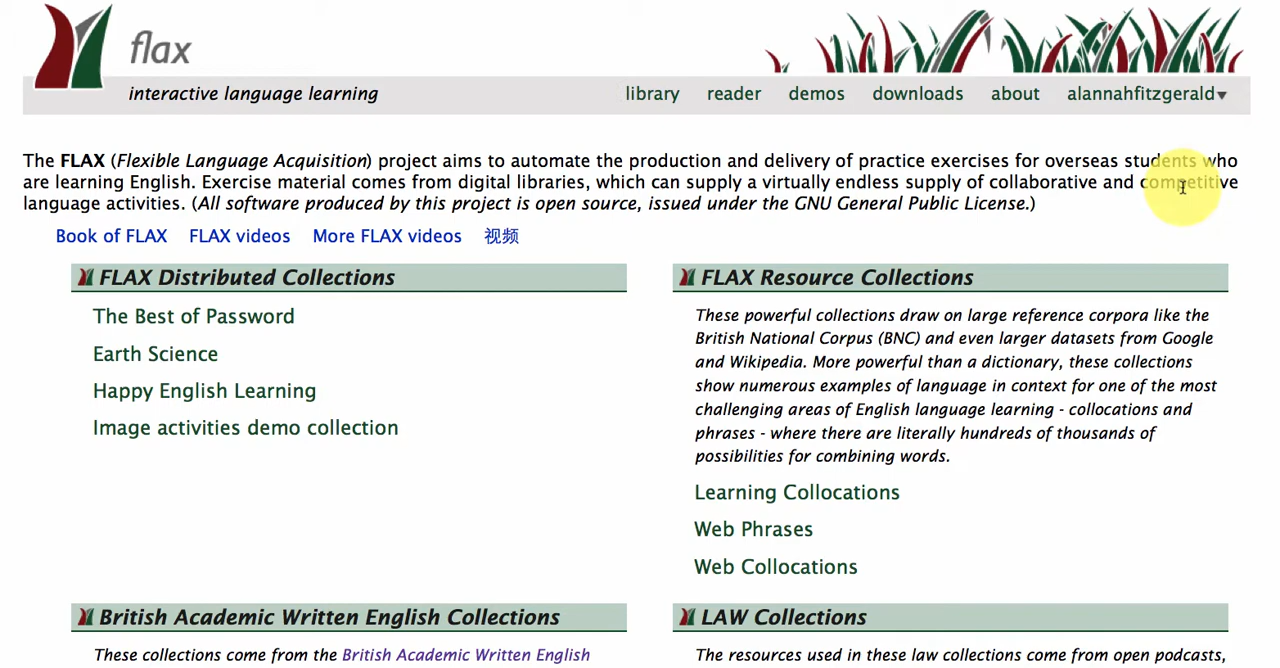 flax
interactive language learning
library reader demos downloads about alannahfitzgerald▼
The FLAX (Flexible Language Acquisition) project aims to automate the production and delivery of practice exercises for overseas students who
are learning English. Exercise material comes from digital libraries, which can supply a virtually endless supply of collaborative and competitive
language activities. (All software produced by this project is open source, issued under the GNU General Public License.)
Book of FLAX FLAX videos More FLAX videos 视频
FLAX Distributed Collections
The Best of Password
Earth Science
Happy English Learning
Image activities demo collection
FLAX Resource Collections
These powerful collections draw on large reference corpora like the
British National Corpus (BNC) and even larger datasets from Google
and Wikipedia. More powerful than a dictionary, these collections
show numerous examples of language in context for one of the most
challenging areas of English language learning - collocations and
phrases - where there are literally hundreds of thousands of
possibilities for combining words.
Learning Collocations
Web Phrases
Web Collocations
British Academic Written English Collections
These collections come from the British Academic Written English
LAW Collections
The resources used in these law collections come from open podcasts,